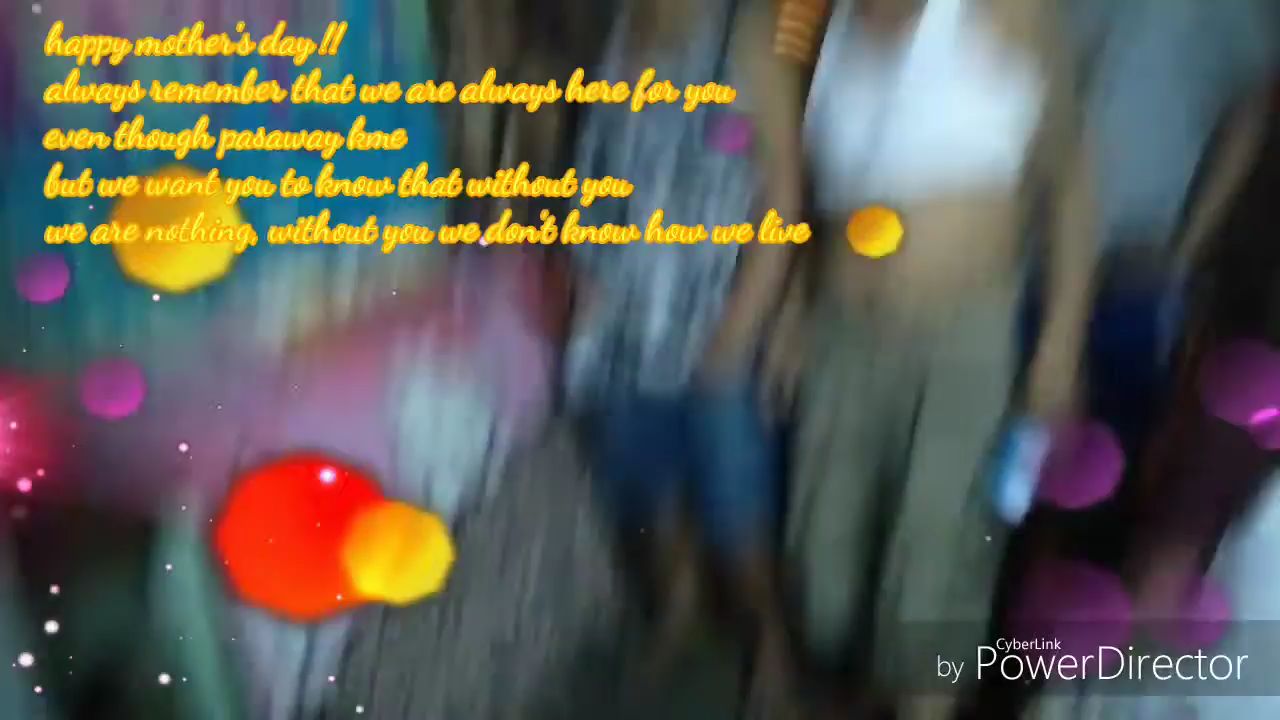 happy mother's day !!
always remember that we are always here for you
even though pasaway kme
but we want you to know that without you
we are nothing, without you we don't know how we live
CyberLink
by PowerDirector